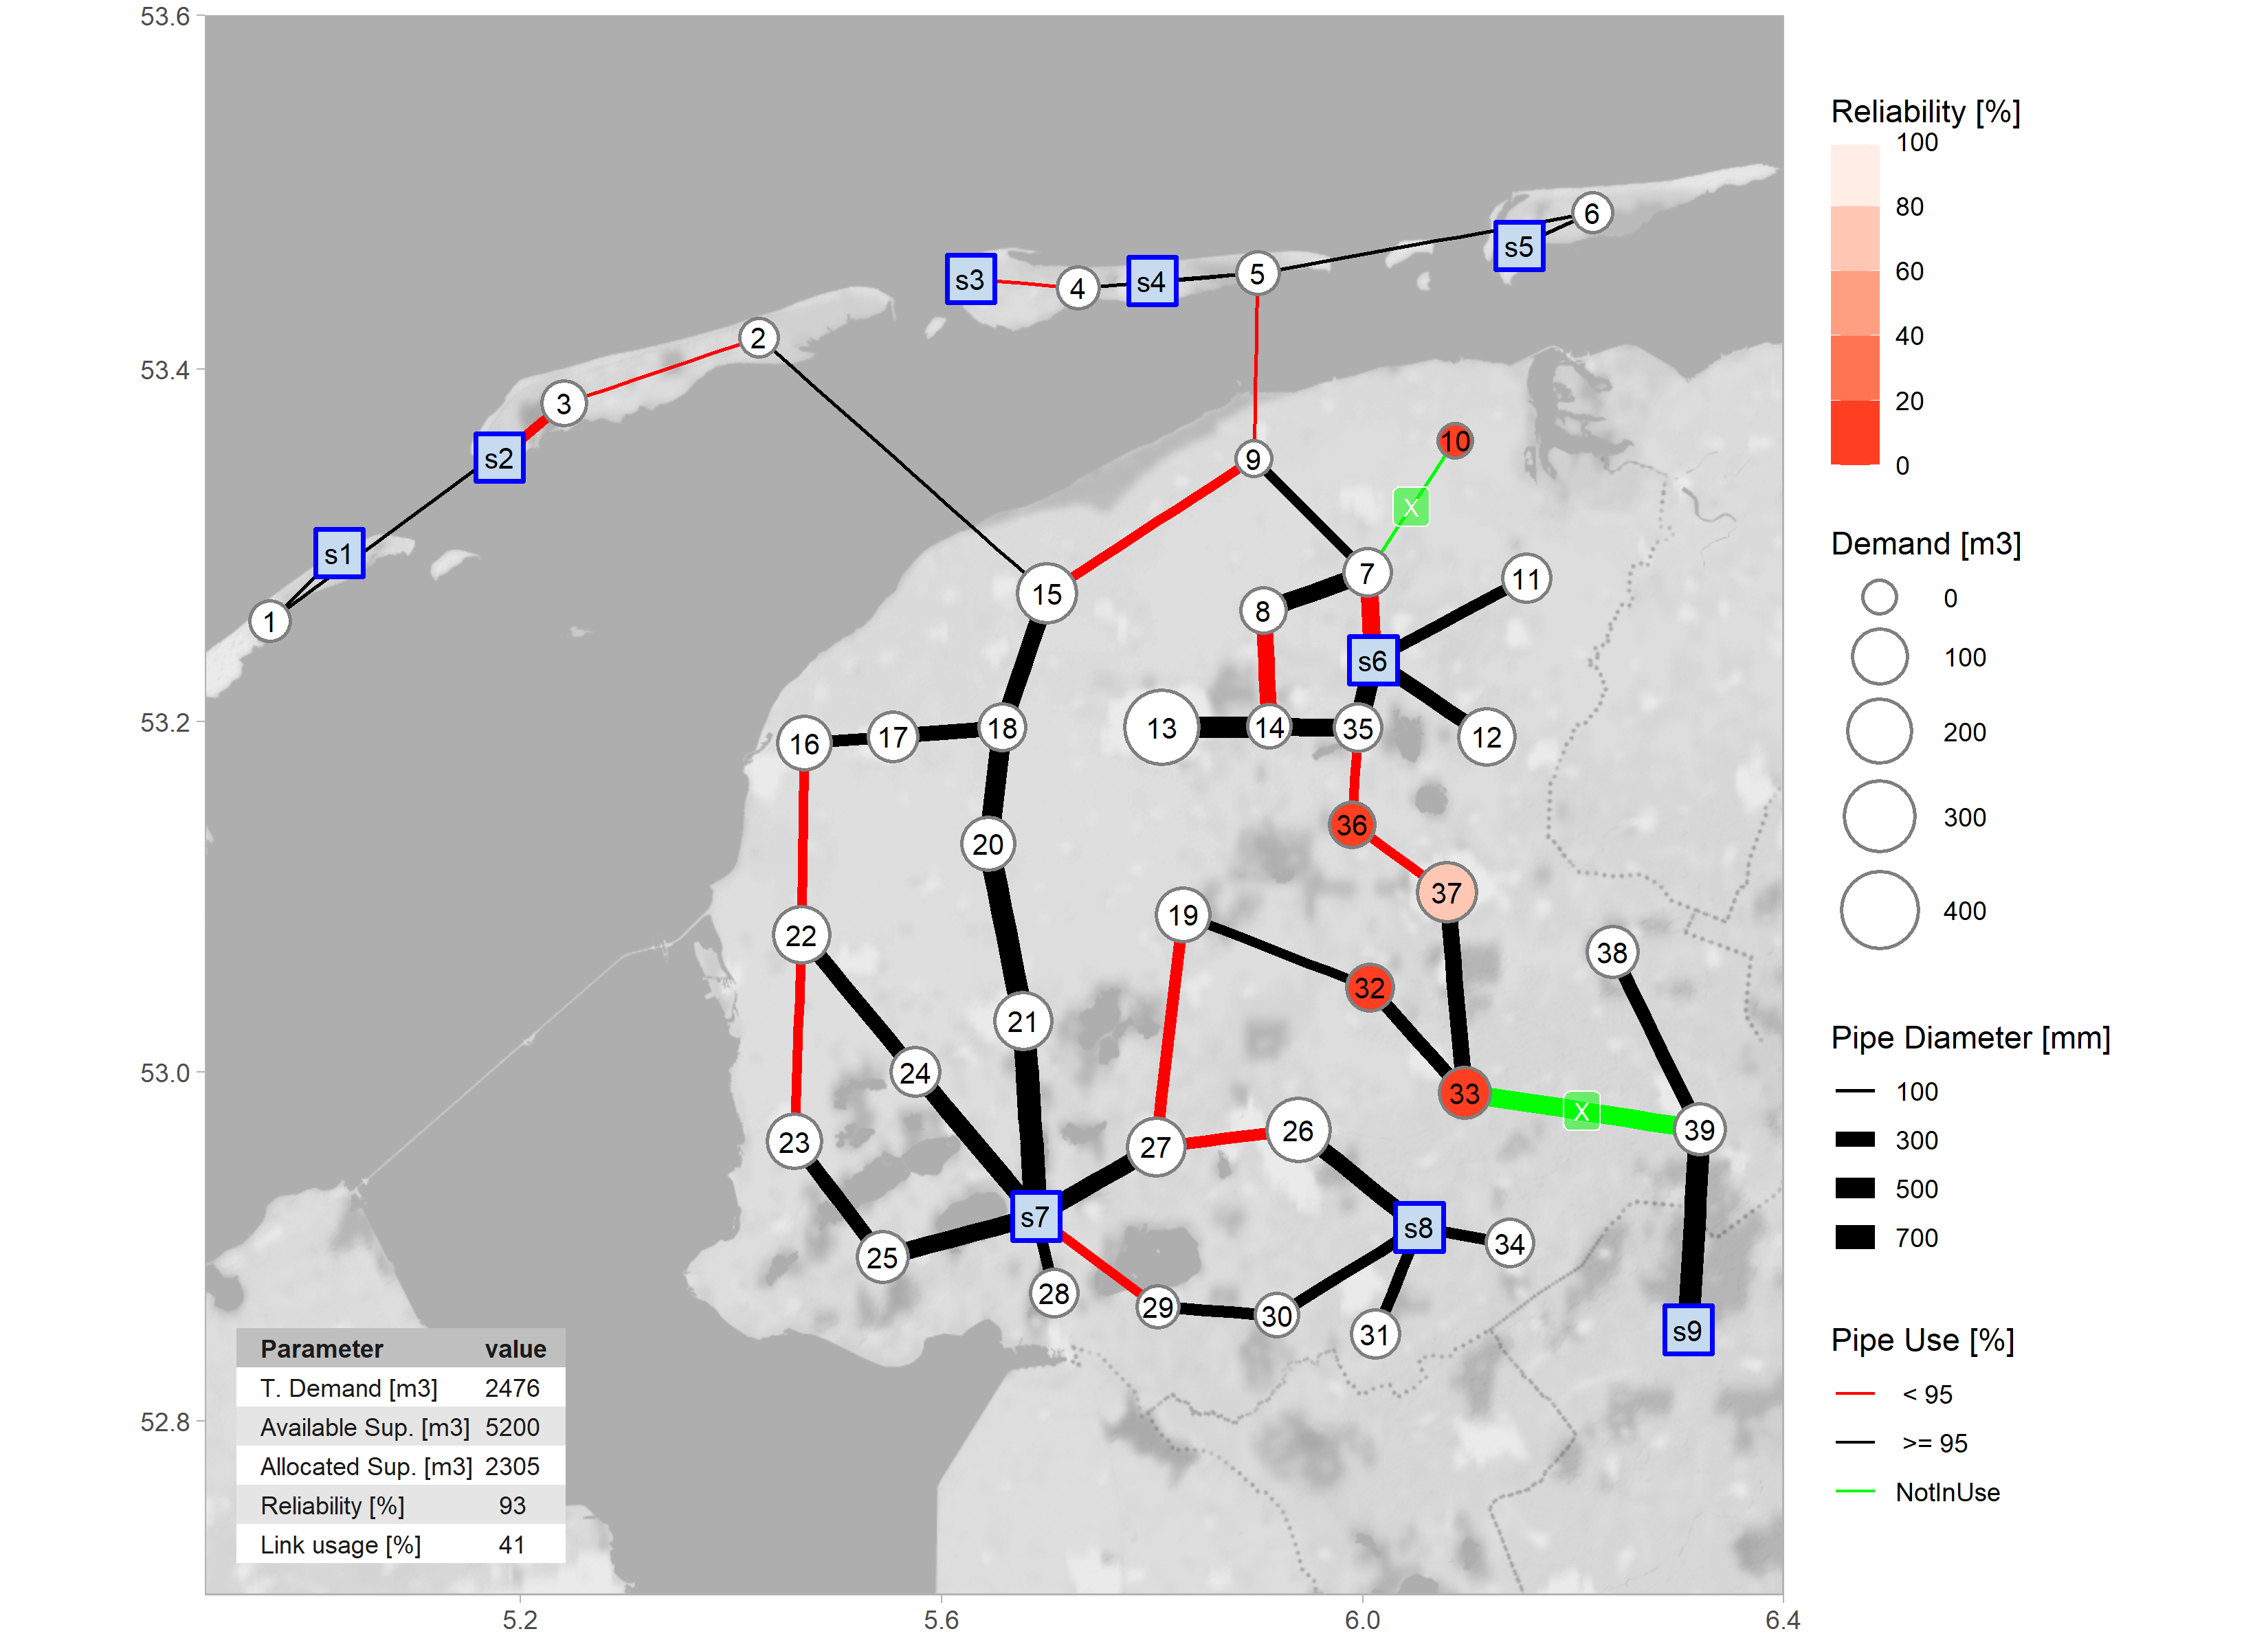 53.6
53.4
53.2
53.0
52.8
5.2
5.6
6.0
6.4
6
s5
5
s3
4
s4
2
3
s2
s1
1
9
10
X
7
11
8
15
s6
13
14
35
12
16
17
18
36
20
37
19
22
38
32
21
24
33
X
39
23
27
26
s7
s8
34
25
28
29
30
31
s9
Parameter value
T. Demand [m3] 2476
Available Sup. [m3] 5200
Allocated Sup. [m3] 2305
Reliability [%] 93
Link usage [%] 41
Reliability [%]
100
80
60
40
20
0
Demand [m3]
0
100
200
300
400
Pipe Diameter [mm]
100
300
500
700
Pipe Use [%]
< 95
>= 95
NotInUse